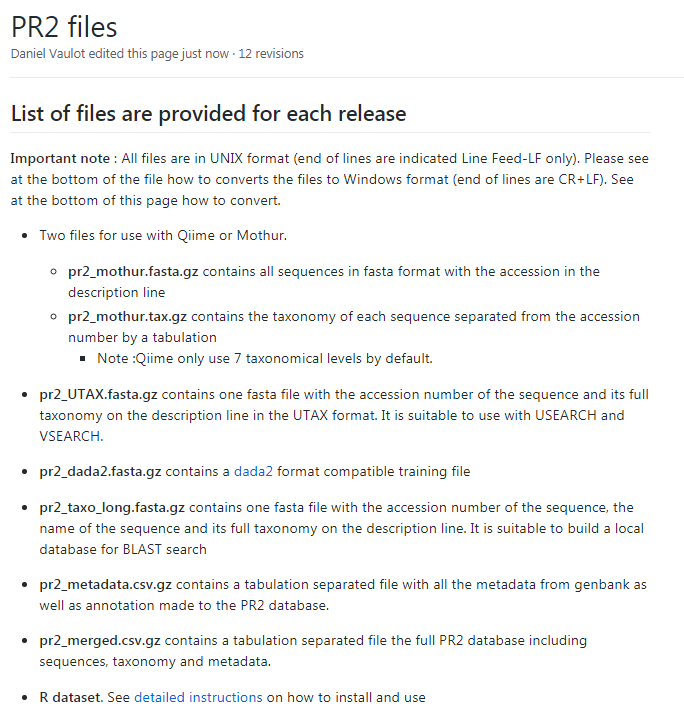 PR2 files
Daniel Vaulot edited this page just now · 12 revisions
List of files are provided for each release
Important note : All files are in UNIX format (end of lines are indicated Line Feed-LF only). Please see
at the bottom of the file how to converts the files to Windows format (end of lines are CR+LF). See
at the bottom of this page how to convert.
• Two files for use with Qiime or Mothur.
◦ pr2_mothur.fasta.gz contains all sequences in fasta format with the accession in the
description line
◦ pr2_mothur.tax.gz contains the taxonomy of each sequence separated from the accession
number by a tabulation
▪ Note :Qiime only use 7 taxonomical levels by default.
• pr2_UTAX.fasta.gz contains one fasta file with the accession number of the sequence and its full
taxonomy on the description line in the UTAX format. It is suitable to use with USEARCH and
VSEARCH.
• pr2_dada2.fasta.gz contains a dada2 format compatible training file
• pr2_taxo_long.fasta.gz contains one fasta file with the accession number of the sequence, the
name of the sequence and its full taxonomy on the description line. It is suitable to build a local
database for BLAST search
• pr2_metadata.csv.gz contains a tabulation separated file with all the metadata from genbank as
well as annotation made to the PR2 database.
• pr2_merged.csv.gz contains a tabulation separated file the full PR2 database including
sequences, taxonomy and metadata.
• R dataset. See detailed instructions on how to install and use